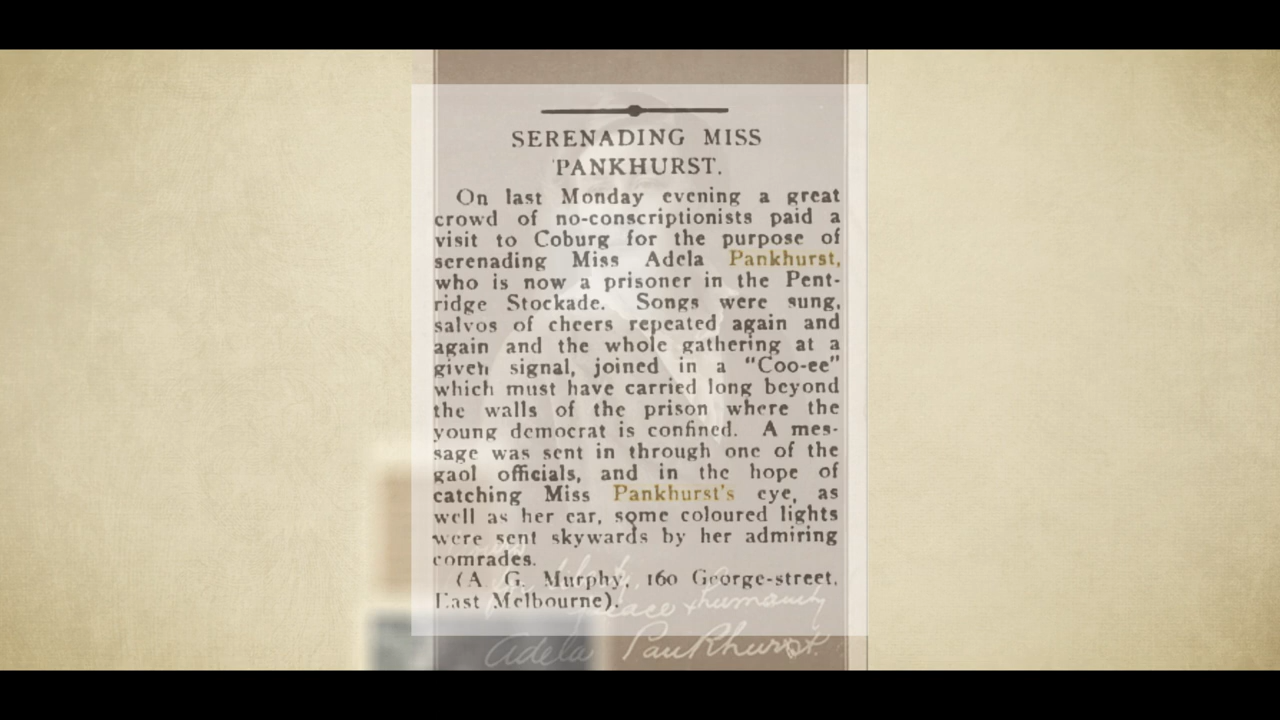 SERENADING MISS
PANKHURST.
On last Monday evening a great
crowd of no-conscriptionists paid a
visit to Coburg for the purpose of
serenading Miss Adela Pankhurst,
who is now a prisoner in the Pent-
ridge Stockade. Songs were sung,
salvos of cheers repeated again and
again and the whole gathering at a
given signal, joined in a "Coo-ee"
which must have carried long beyond
the walls of the prison where the
young democrat is confined. A mes-
sage was sent in through one of the
gaol officials, and in the hope of
catching Miss Pankhurst's eye, as
well as her ear, some coloured lights
were sent skywards by her admiring
comrades.
(A. G. Murphy, 160 George-street,
East Melbourne).
peace & humanity
Adela Pankhurst.